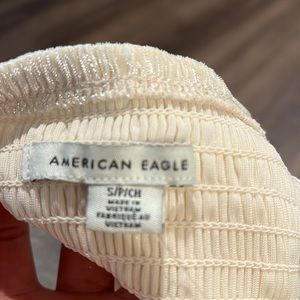 AMERICAN EAGLE
S/P/CH
MADE IN
VIETNAM
FABRIQUÉ AU
VIETNAM